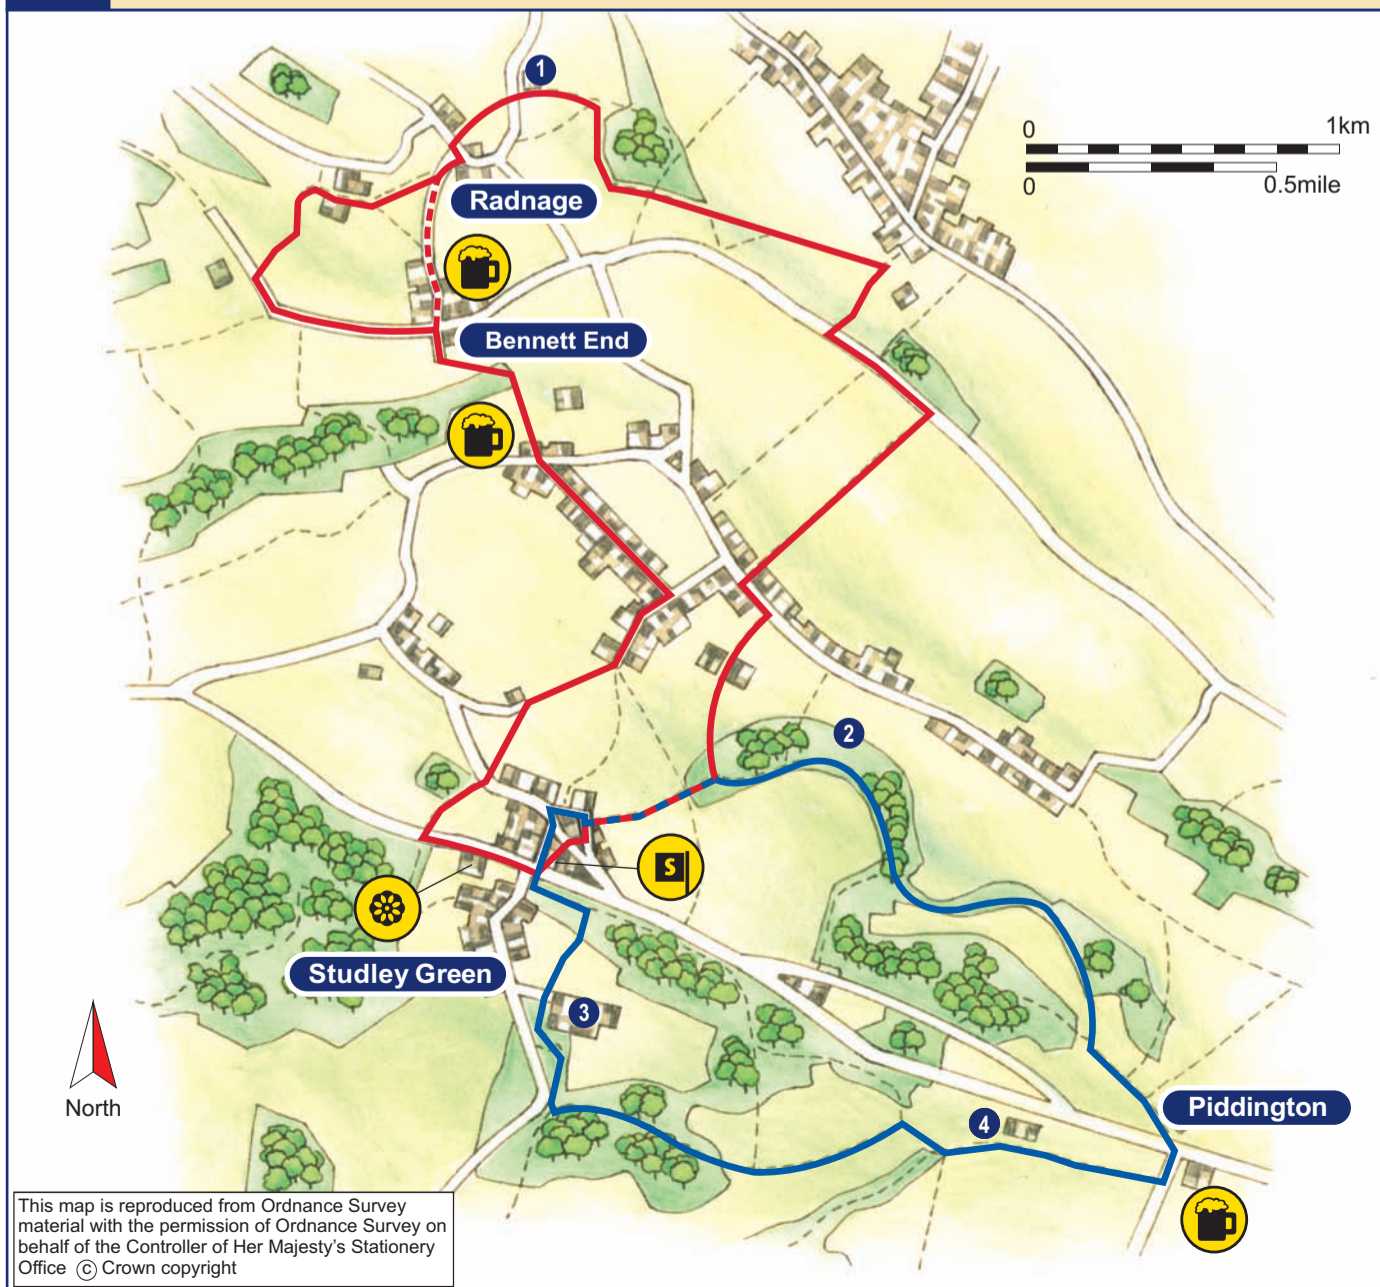 1
0
1km
0
0.5mile
Radnage
Bennett End
2
S
Studley Green
3
North
4
Piddington
This map is reproduced from Ordnance Survey
material with the permission of Ordnance Survey on
behalf of the Controller of Her Majesty's Stationery
Office © Crown copyright